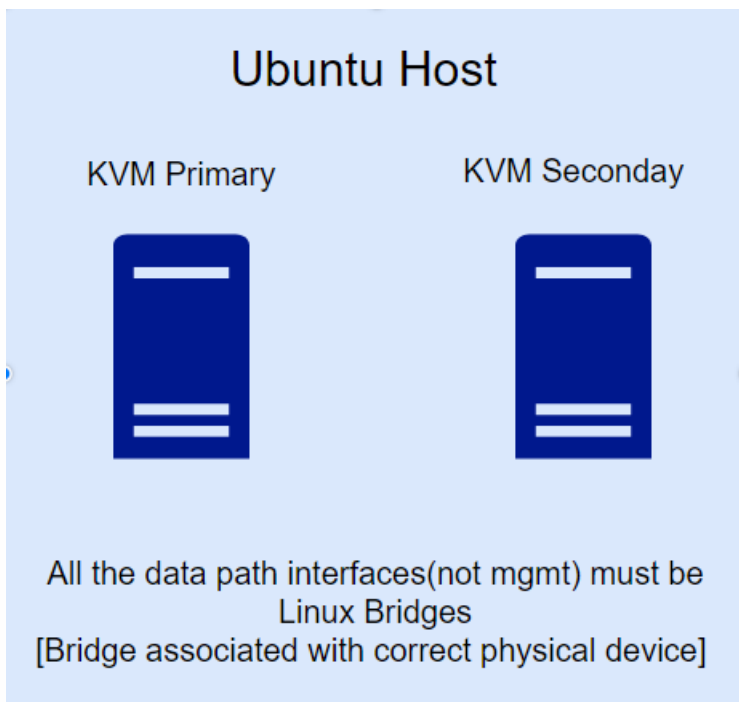 Ubuntu Host
KVM Primary
KVM Seconday
All the data path interfaces(not mgmt) must be
Linux Bridges
[Bridge associated with correct physical device]